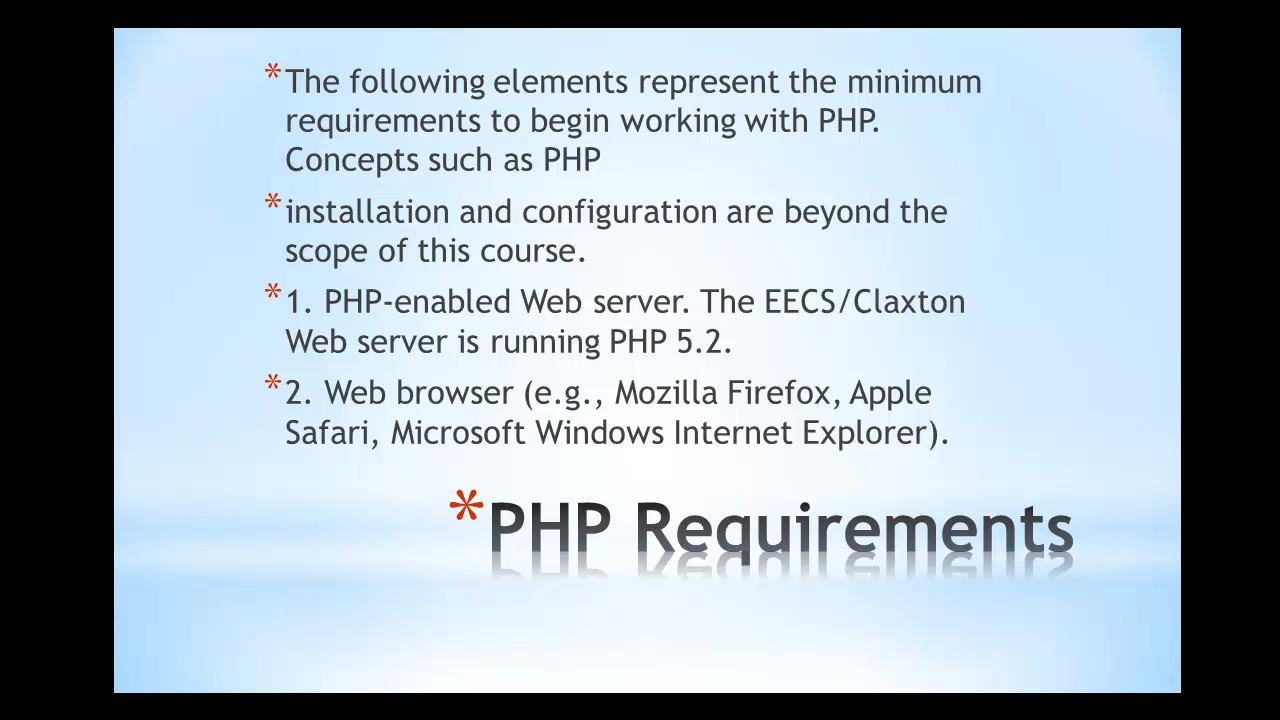 *The following elements represent the minimum
requirements to begin working with PHP.
Concepts such as PHP
*installation and configuration are beyond the
scope of this course.
*1. PHP-enabled Web server. The EECS/Claxton
Web server is running PHP 5.2.
*2. Web browser (e.g., Mozilla Firefox, Apple
Safari, Microsoft Windows Internet Explorer).
*PHP Requirements